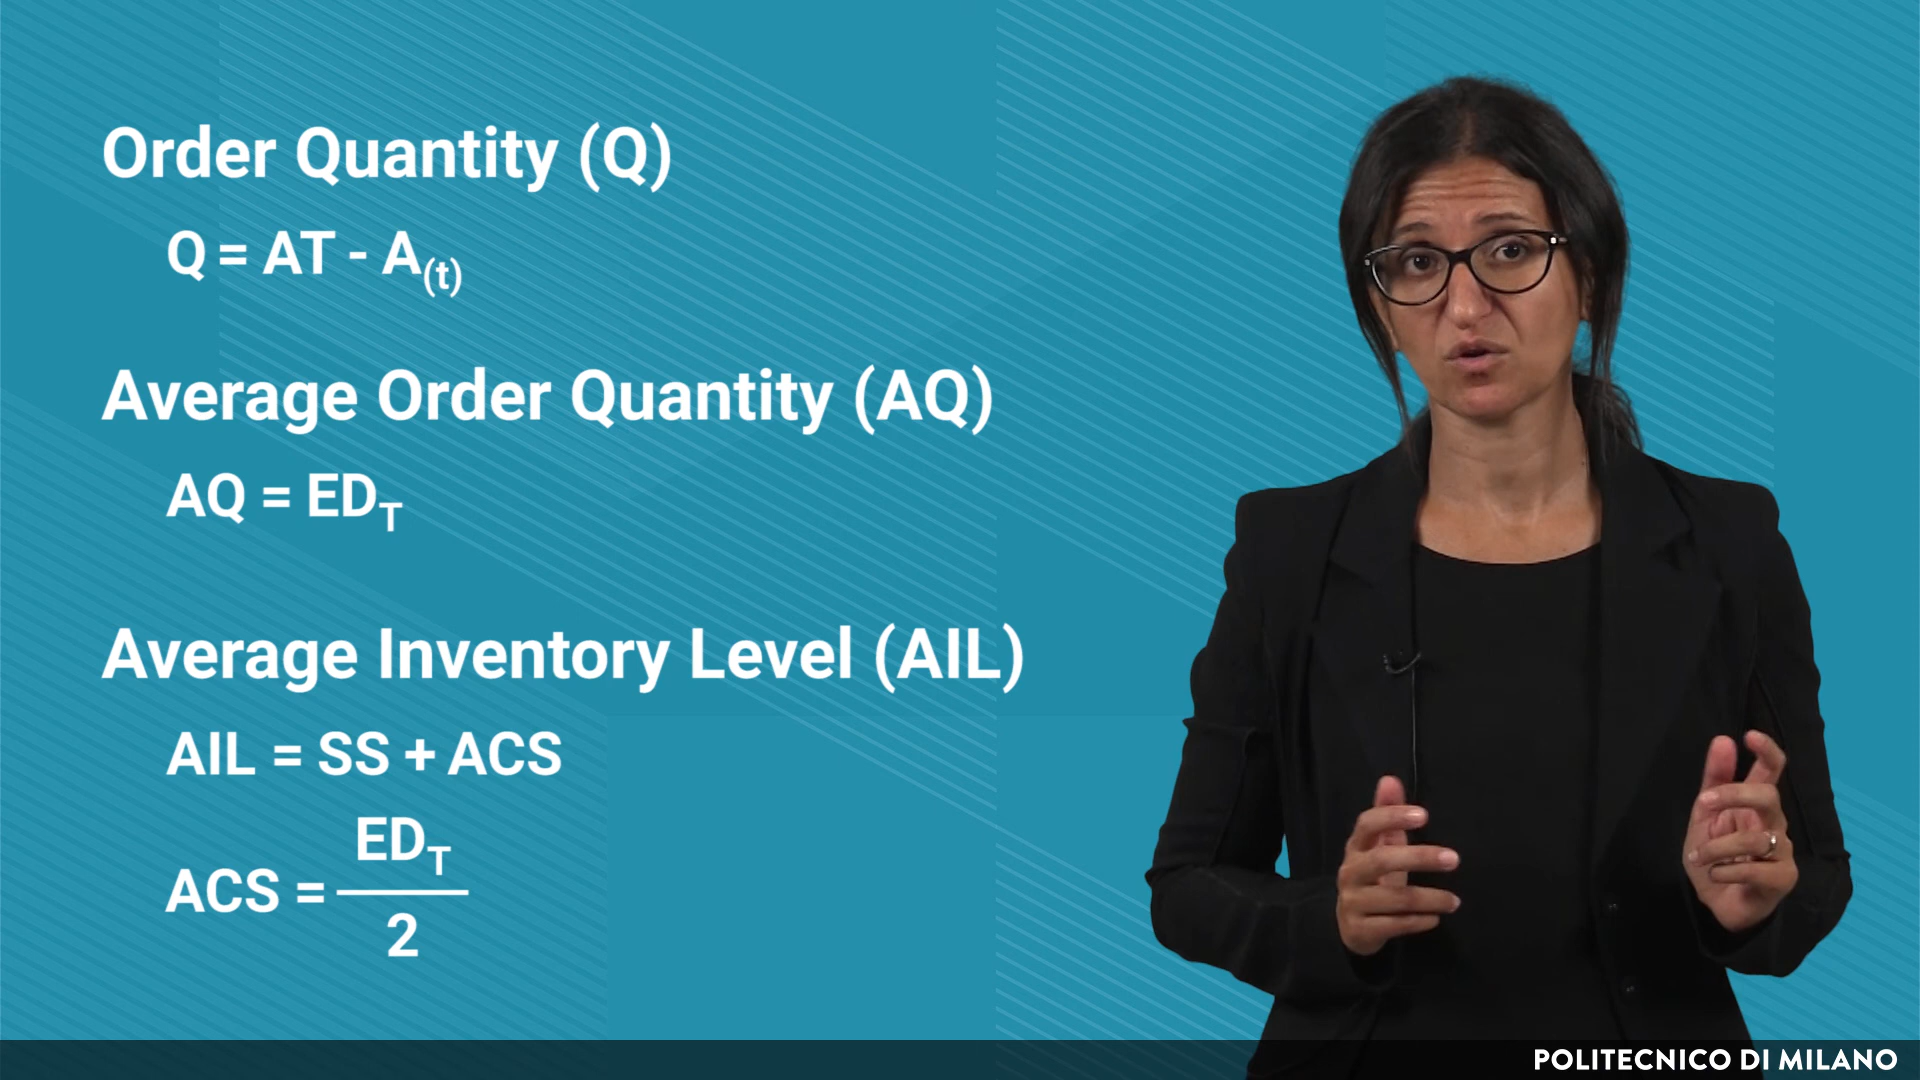 Order Quantity (Q)
Q = AT - A(t)
Average Order Quantity (AQ)
AQ = EDT
Average Inventory Level (AIL)
AIL = SS + ACS
ACS = EDT
2
POLITECNICO DI MILANO